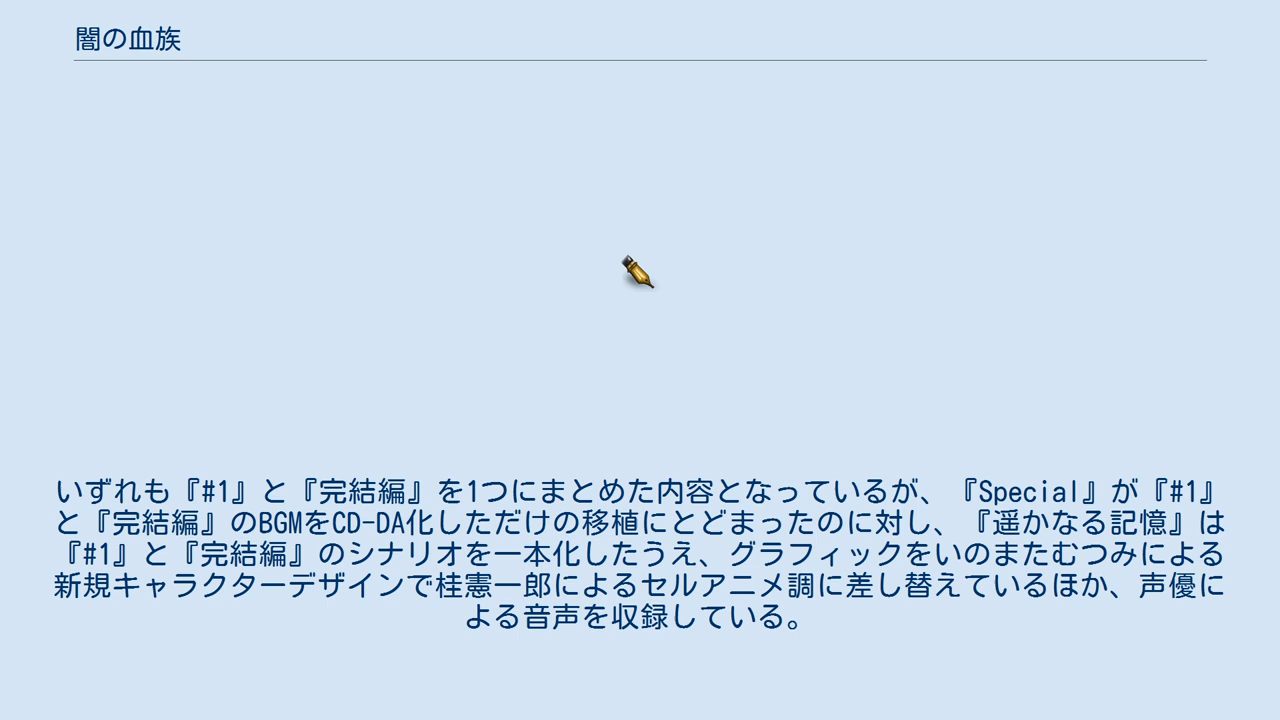 闇の血族
いずれも『#1』と『完結編』を1つにまとめた内容となっているが、『Special』が『#1』
と『完結編』のBGMをCD-DA化しただけの移植にとどまったのに対し、『遥かなる記憶』は
『#1』と『完結編』のシナリオを一本化したうえ、グラフィックをいのまたむつみによる
新規キャラクターデザインで桂憲一郎によるセルアニメ調に差し替えているほか、声優に
よる音声を収録している。